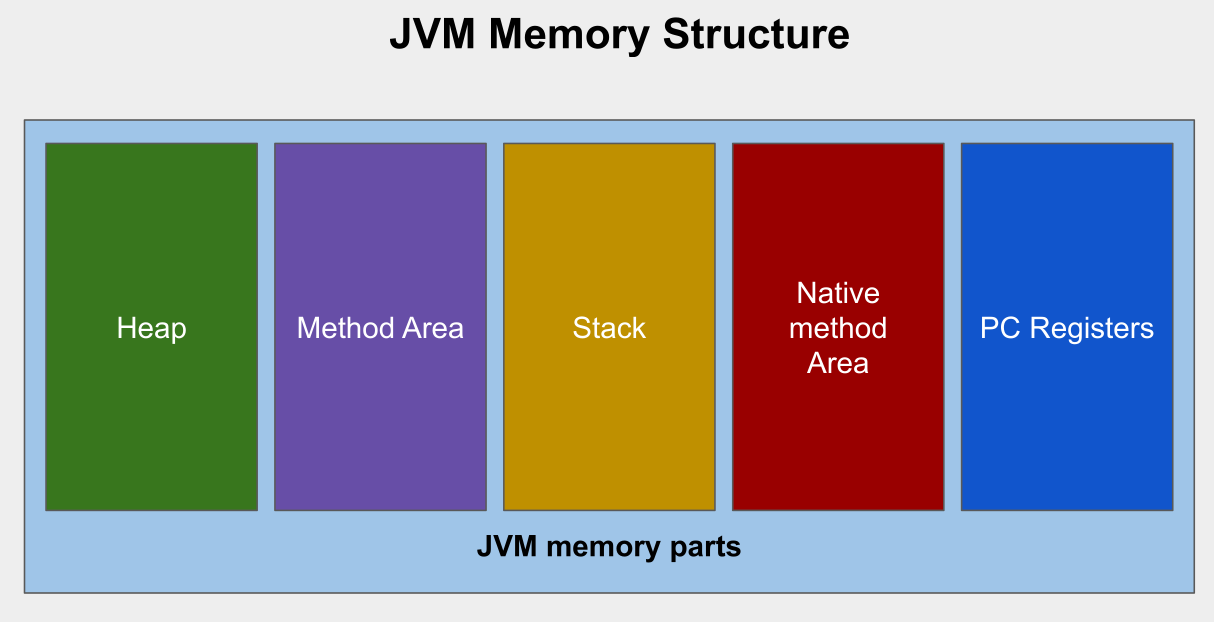 JVM Memory Structure
Heap
Method Area
Stack
Native
method
Area
PC Registers
JVM memory parts